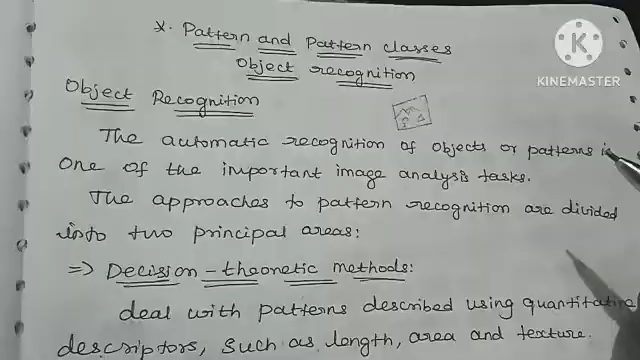 * Pattern and Pattern classes
Object recognition
KINEMASTER
Object Recognition
The automatic recognition of objects or patterns is
one of the important image analysis tasks.
The approaches to pattern recognition are divided
into two principal areas:
⇒ Decision-theoretic methods:
deal with patterns described using quantitative
descriptors, such as length, area and texture.